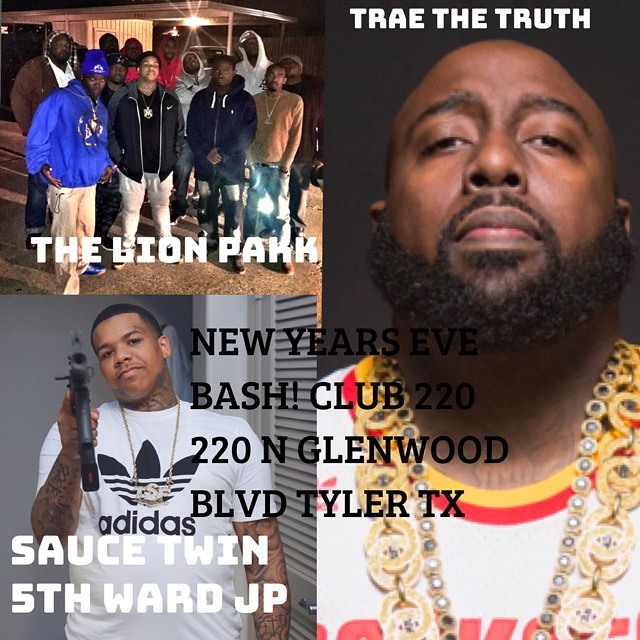 TRAE THE TRUTH
THE LION PAKK
NEW YEARS EVE
BASH! CLUB 220
220 N GLENWOOD
BLVD TYLER TX
adidas
SAUCE TWIN
5TH WARD JP